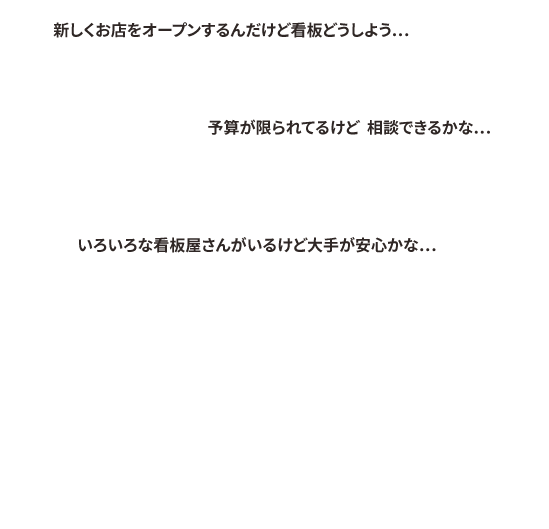 新しくお店をオープンするんだけど看板どうしよう...
予算が限られてるけど 相談できるかな...
いろいろな看板屋さんがいるけど大手が安心かな...